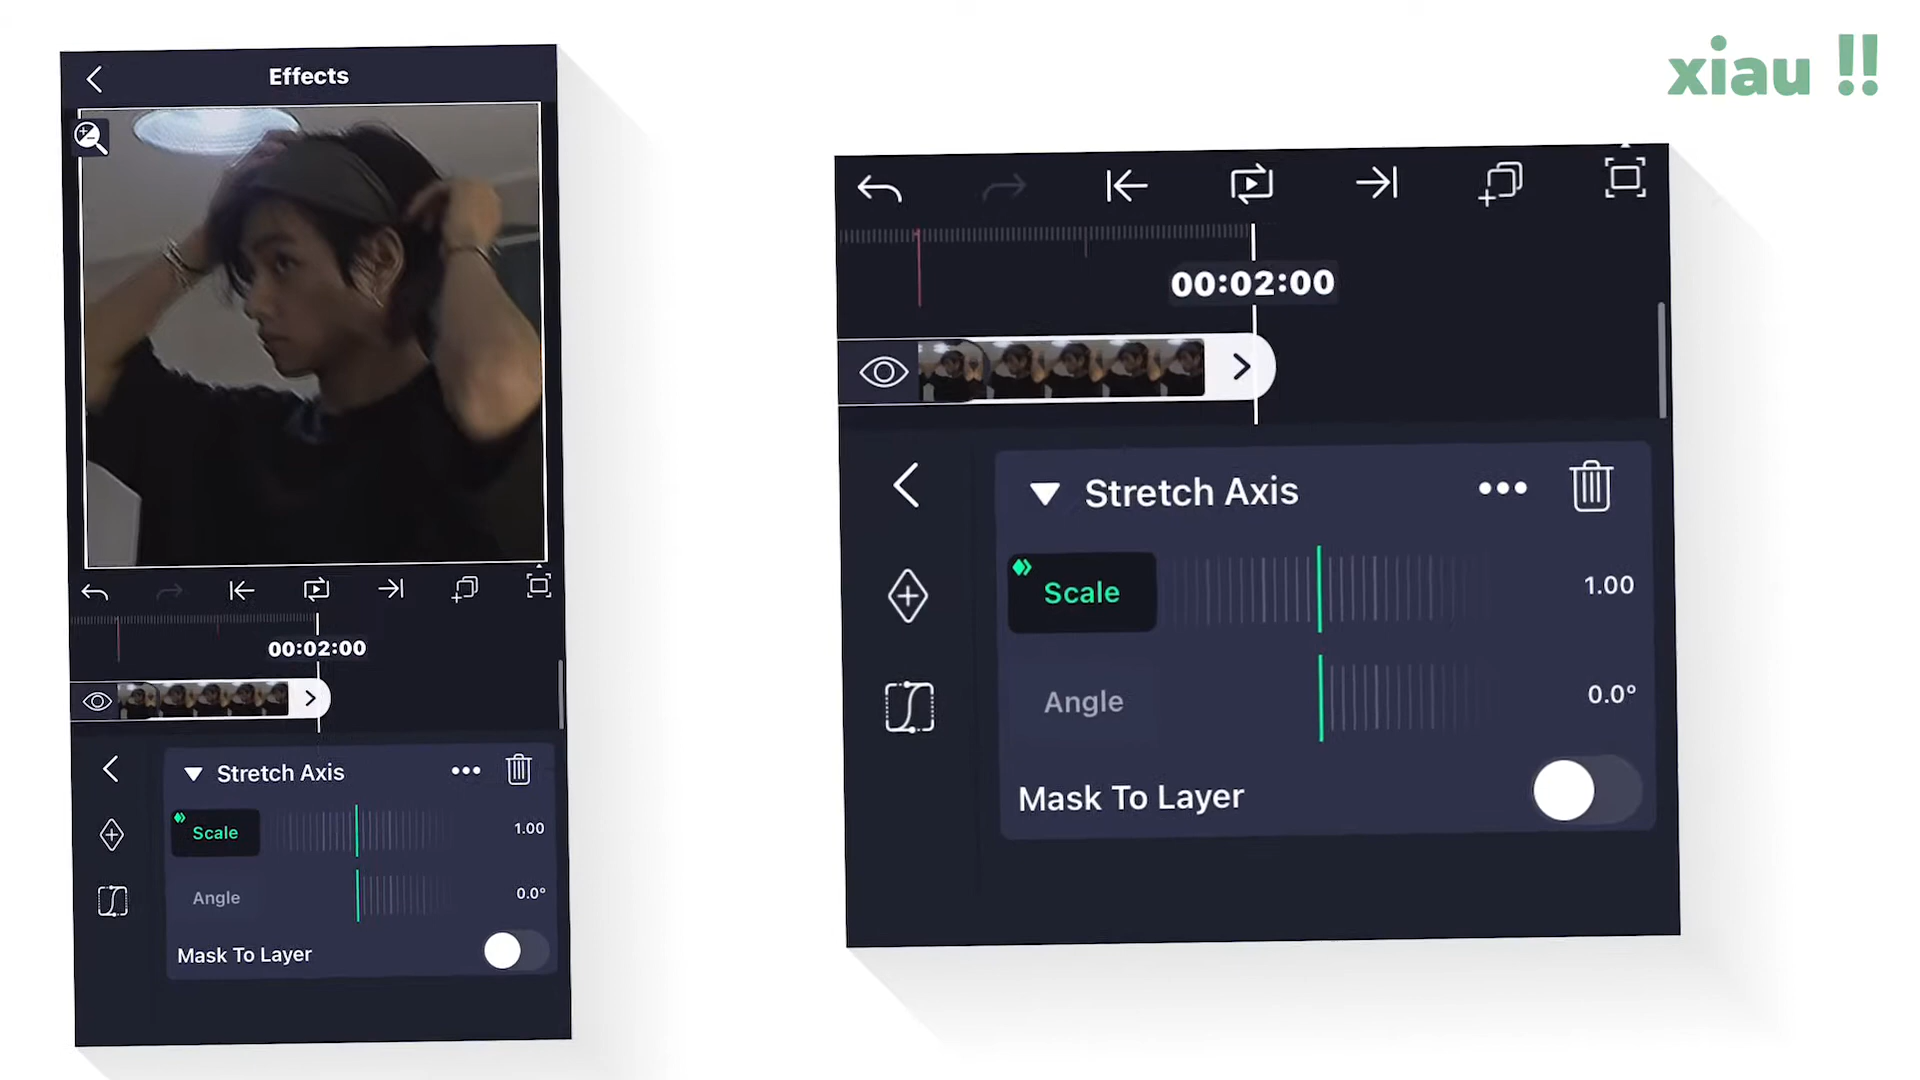 Effects
00:02:00
Stretch Axis
Scale
1.00
Angle
0.0°
Mask To Layer
xiau !!
00:02:00
Stretch Axis
Scale
1.00
Angle
0.0°
Mask To Layer